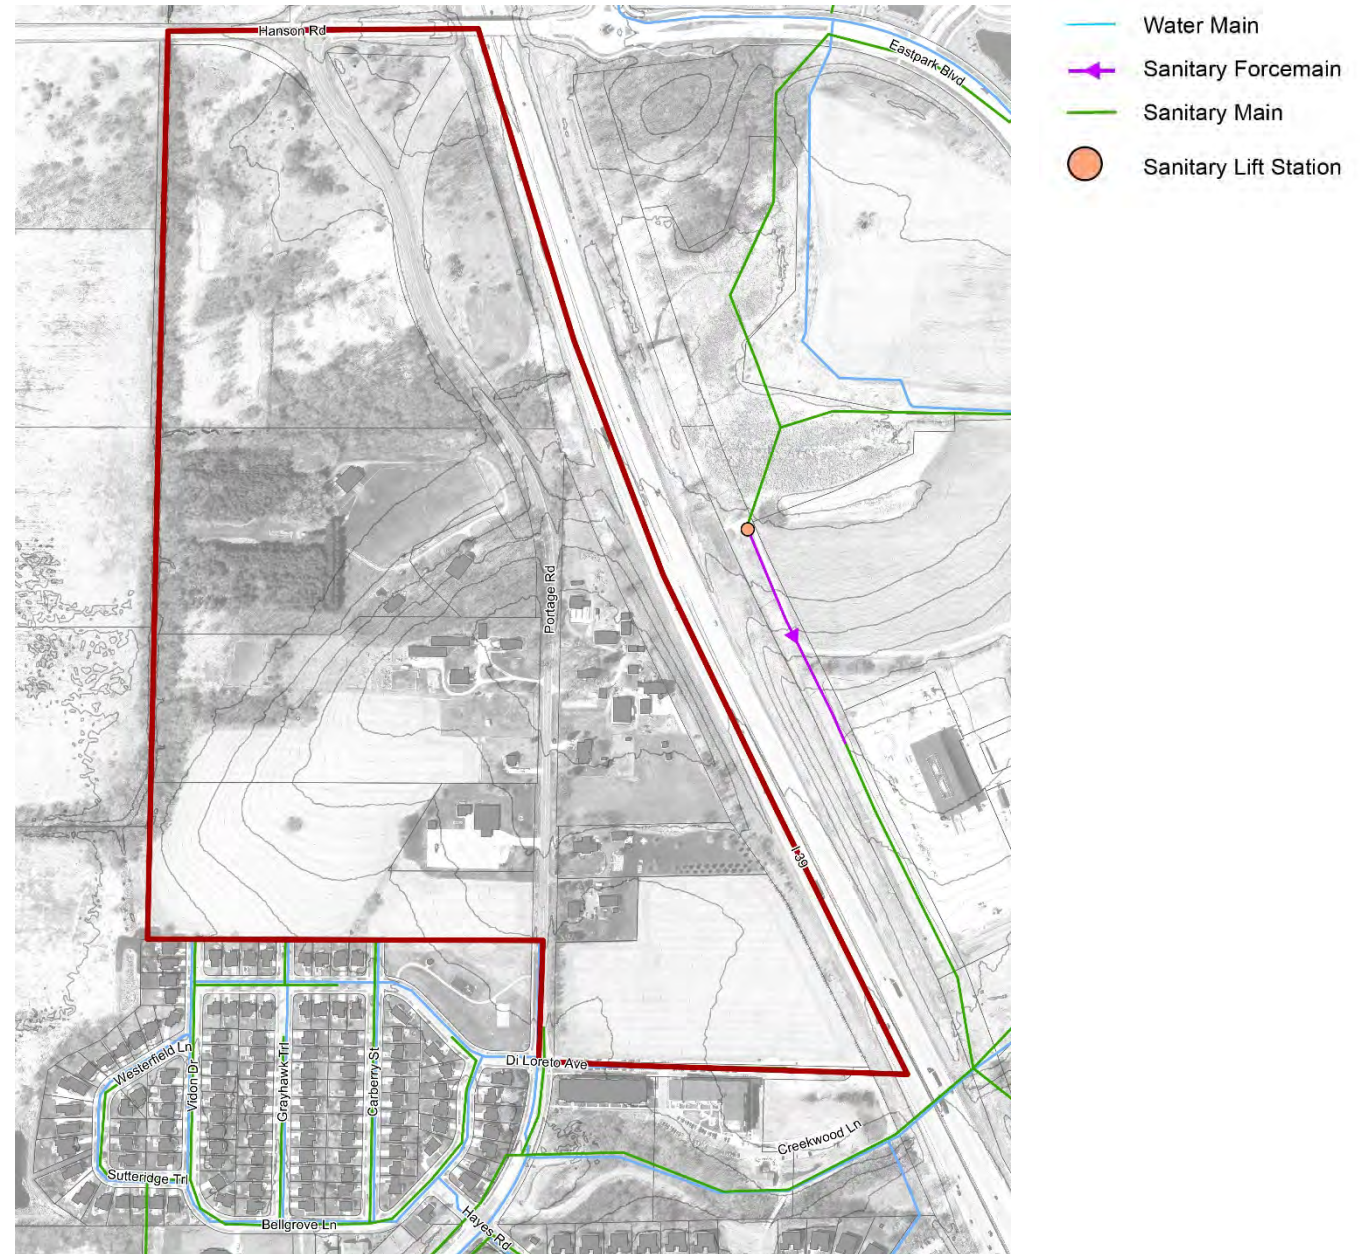 Water Main
Sanitary Forcemain
Sanitary Main
Sanitary Lift Station
Hanson Rd
Eastpark Blvd
Portage Rd
I 39
Di Loreto Ave
Westerfield Ln
Vidon Dr
Grayhawk Trl
Carberry St
Creekwood Ln
Sutteridge Trl
Bellgrove Ln
Hayes Rd